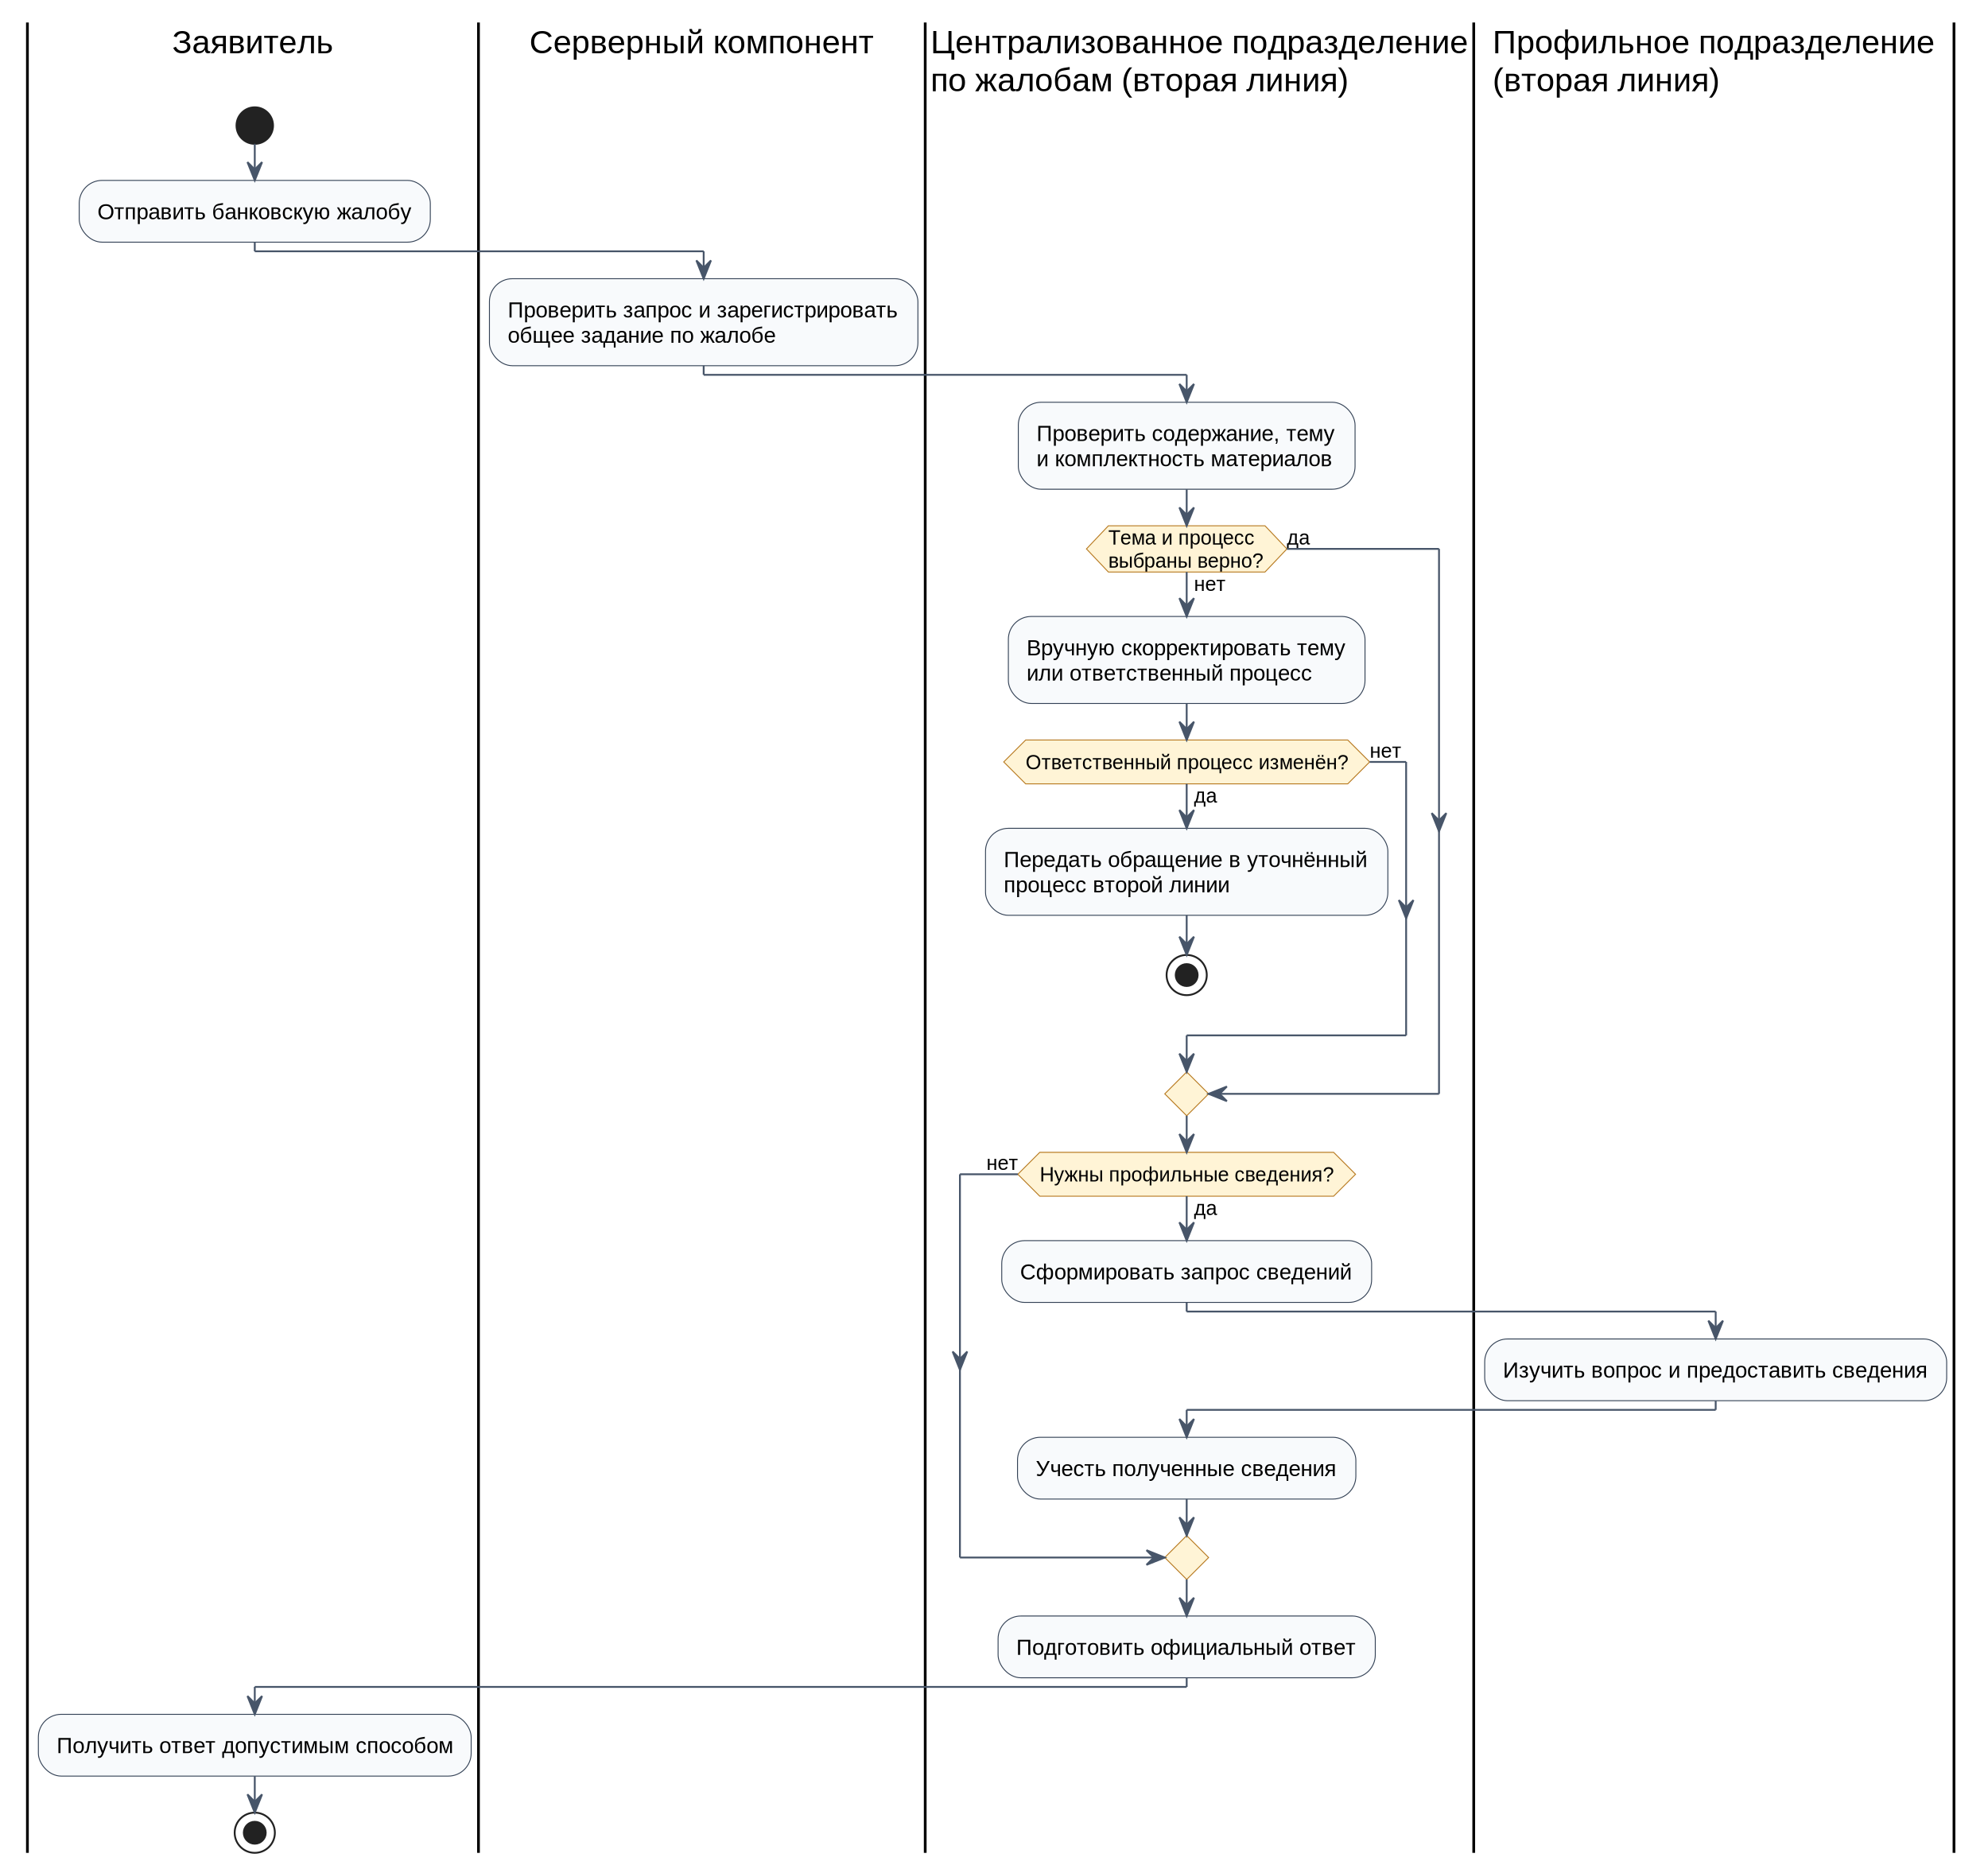 Заявитель
Серверный компонент
Централизованное подразделение
по жалобам (вторая линия)
Профильное подразделение
(вторая линия)
Отправить банковскую жалобу
Проверить запрос и зарегистрировать
общее задание по жалобе
Проверить содержание, тему
и комплектность материалов
Тема и процесс
выбраны верно?
да
нет
Вручную скорректировать тему
или ответственный процесс
Ответственный процесс изменён?
нет
да
Передать обращение в уточнённый
процесс второй линии
нет
Нужны профильные сведения?
да
Сформировать запрос сведений
Изучить вопрос и предоставить сведения
Учесть полученные сведения
Подготовить официальный ответ
Получить ответ допустимым способом